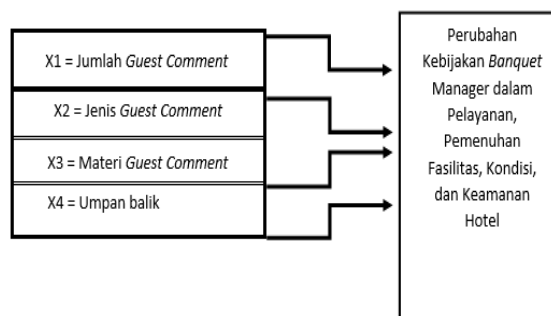 X1 = Jumlah Guest Comment
X2 = Jenis Guest Comment
X3 = Materi Guest Comment
X4 = Umpan balik
Perubahan
Kebijakan Banquet
Manager dalam
Pelayanan,
Pemenuhan
Fasilitas, Kondisi,
dan Keamanan
Hotel